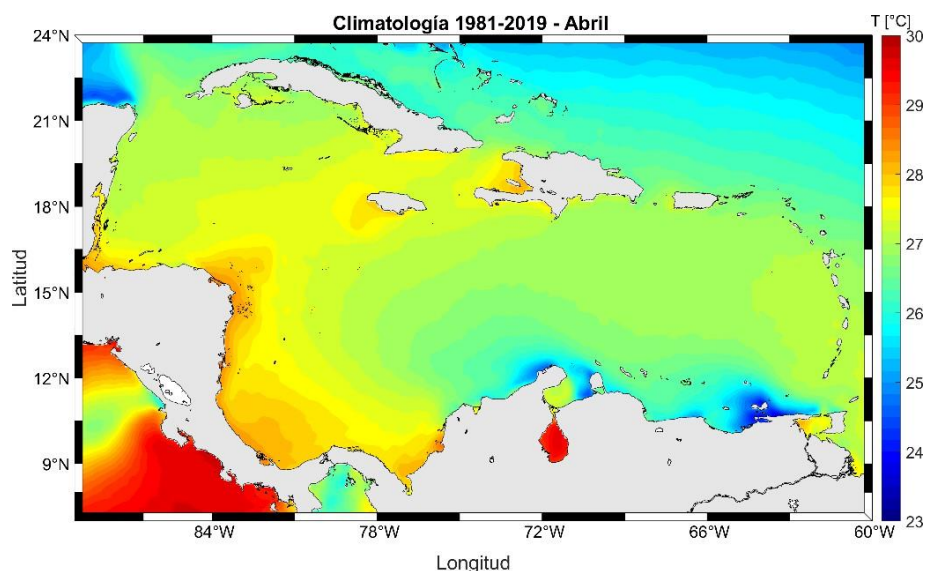 Climatología 1981-2019 - Abril
T [°C]
24°N
21°N
18°N
15°N
12°N
9°N
Latitud
84°W
78°W
72°W
66°W
60°W
Longitud
30
29
28
27
26
25
24
23